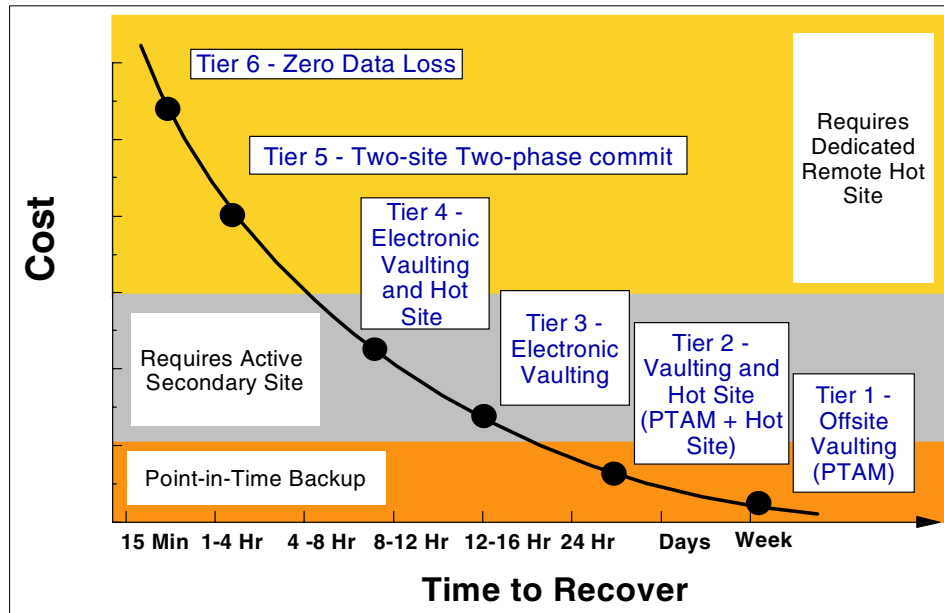 Tier 6 - Zero Data Loss
Tier 5 - Two-site Two-phase commit
Requires
Dedicated
Remote Hot
Site
Tier 4 -
Electronic
Vaulting
and Hot
Site
Tier 3 -
Electronic
Vaulting
Tier 2 -
Vaulting and
Hot Site
(PTAM + Hot
Site)
Tier 1 -
Offsite
Vaulting
(PTAM)
Requires Active
Secondary Site
Point-in-Time Backup
Cost
15 Min 1-4 Hr 4 -8 Hr 8-12 Hr 12-16 Hr 24 Hr Days Week
Time to Recover